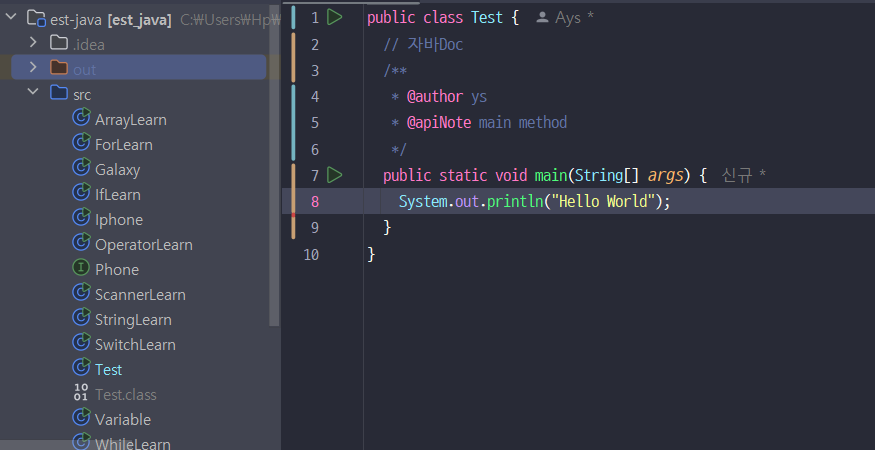 est-java [est_java] C:₩Users₩Hp₩
.idea
out
src
ArrayLearn
ForLearn
Galaxy
IfLearn
Iphone
OperatorLearn
Phone
ScannerLearn
StringLearn
SwitchLearn
Test
Test.class
Variable
WhileLearn
1 public class Test { Ays *
2 // 자바Doc
3 /**
4 * @author ys
5 * @apiNote main method
6 */
7 public static void main(String[] args) { 신규 *
8 System.out.println("Hello World");
9 }
10 }